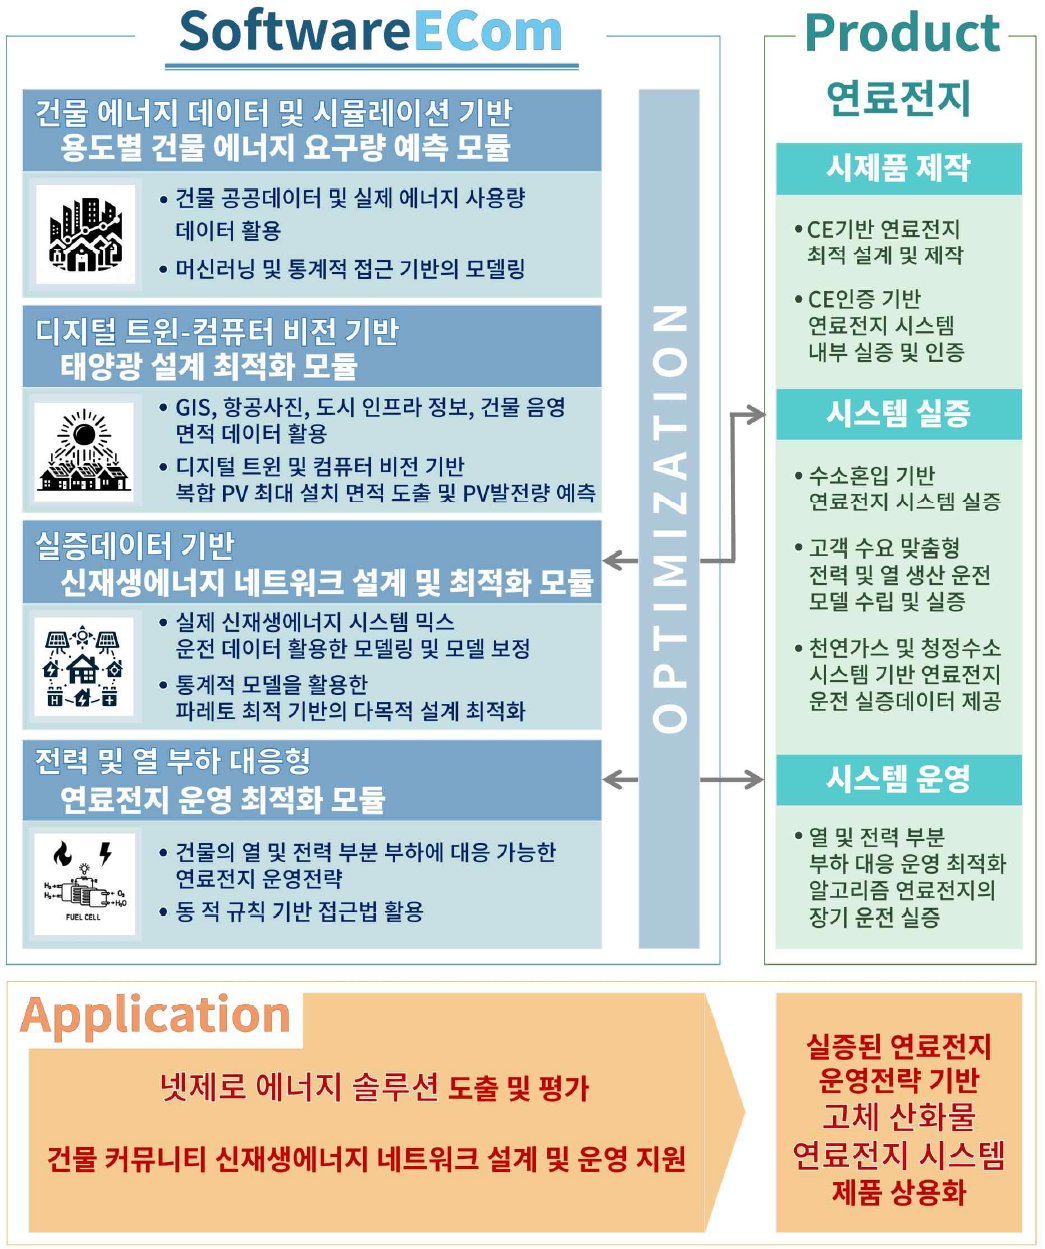 SoftwareECom
건물 에너지 데이터 및 시뮬레이션 기반
용도별 건물 에너지 요구량 예측 모듈
• 건물 공공데이터 및 실제 에너지 사용량
데이터 활용
• 머신러닝 및 통계적 접근 기반의 모델링
디지털 트윈-컴퓨터 비전 기반
태양광 설계 최적화 모듈
• GIS, 항공사진, 도시 인프라 정보, 건물 음영
면적 데이터 활용
• 디지털 트윈 및 컴퓨터 비전 기반
복합 PV 최대 설치 면적 도출 및 PV발전량 예측
실증데이터 기반
신재생에너지 네트워크 설계 및 최적화 모듈
H
• 실제 신재생에너지 시스템 믹스
운전 데이터 활용한 모델링 및 모델 보정
• 통계적 모델을 활용한
파레토 최적 기반의 다목적 설계 최적화
전력 및 열 부하 대응형
연료전지 운영 최적화 모듈
H₂
H₂
O₂
H₂O
FUEL CELL
• 건물의 열 및 전력 부분 부하에 대응 가능한
연료전지 운영전략
• 동 적 규칙 기반 접근법 활용
OPTIMIZATION
Product
연료전지
시제품 제작
• CE기반 연료전지
최적 설계 및 제작
• CE인증 기반
연료전지 시스템
내부 실증 및 인증
시스템 실증
• 수소혼입 기반
연료전지 시스템 실증
• 고객 수요 맞춤형
전력 및 열 생산 운전
모델 수립 및 실증
• 천연가스 및 청정수소
시스템 기반 연료전지
운전 실증데이터 제공
시스템 운영
• 열 및 전력 부분
부하 대응 운영 최적화
알고리즘 연료전지의
장기 운전 실증
Application
넷제로 에너지 솔루션 도출 및 평가
건물 커뮤니티 신재생에너지 네트워크 설계 및 운영 지원
실증된 연료전지
운영전략 기반
고체 산화물
연료전지 시스템
제품 상용화